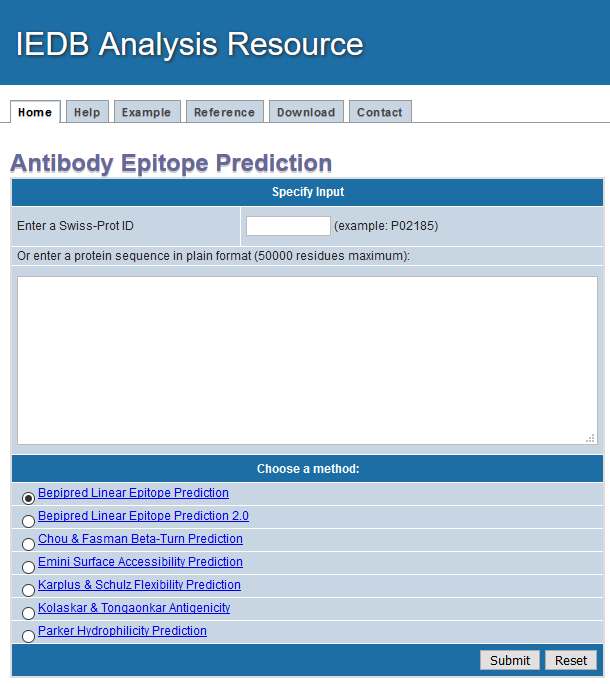 IEDB Analysis Resource
Home Help Example Reference Download Contact
Antibody Epitope Prediction
Specify Input
Enter a Swiss-Prot ID (example: P02185)
Or enter a protein sequence in plain format (50000 residues maximum):
Choose a method:
Bepipred Linear Epitope Prediction
Bepipred Linear Epitope Prediction 2.0
Chou & Fasman Beta-Turn Prediction
Emini Surface Accessibility Prediction
Karplus & Schulz Flexibility Prediction
Kolaskar & Tongaonkar Antigenicity
Parker Hydrophilicity Prediction
Submit Reset